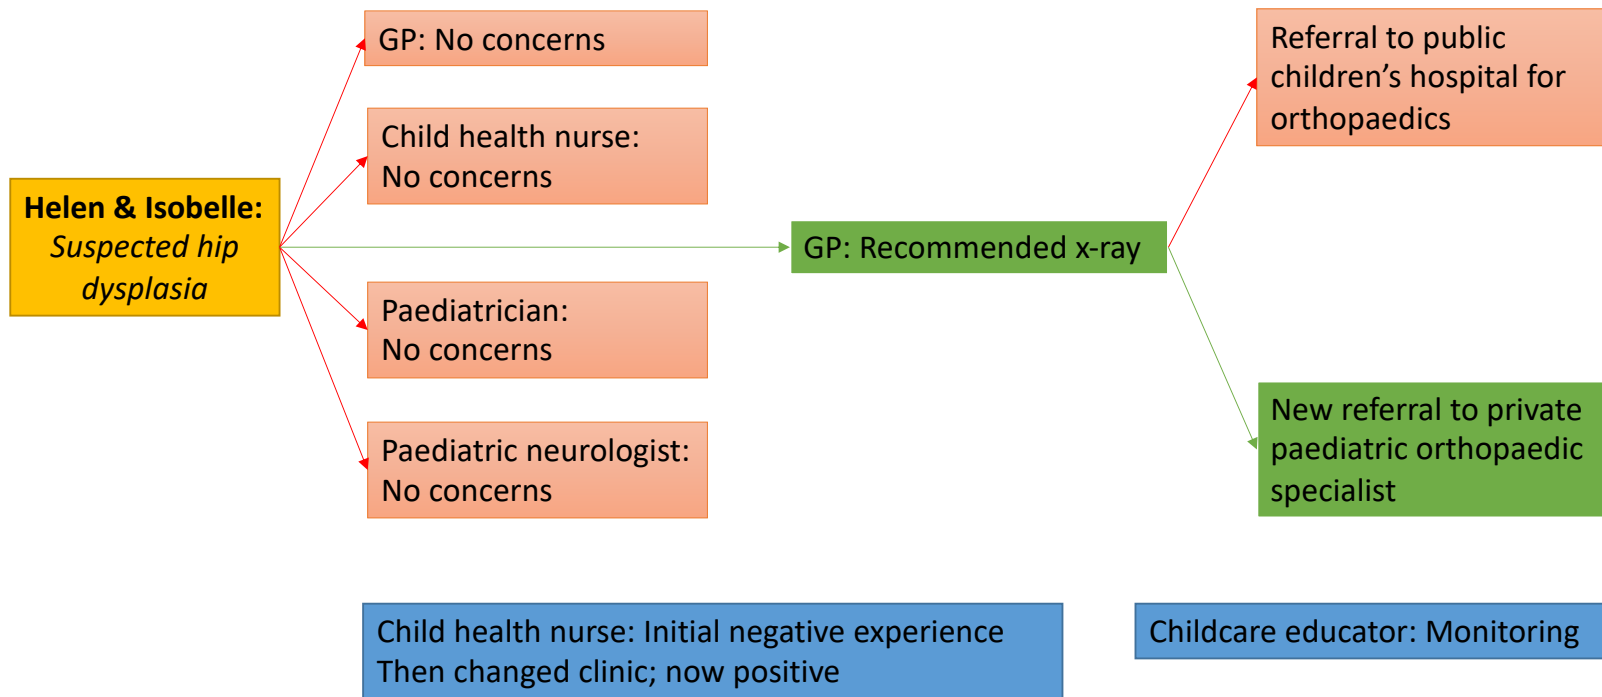 GP: No concerns
Child health nurse:
No concerns
Helen & Isobelle:
Suspected hip
dysplasia
Paediatrician:
No concerns
Paediatric neurologist:
No concerns
GP: Recommended x-ray
Referral to public
children’s hospital for
orthopaedics
New referral to private
paediatric orthopaedic
specialist
Child health nurse: Initial negative experience
Then changed clinic; now positive
Childcare educator: Monitoring